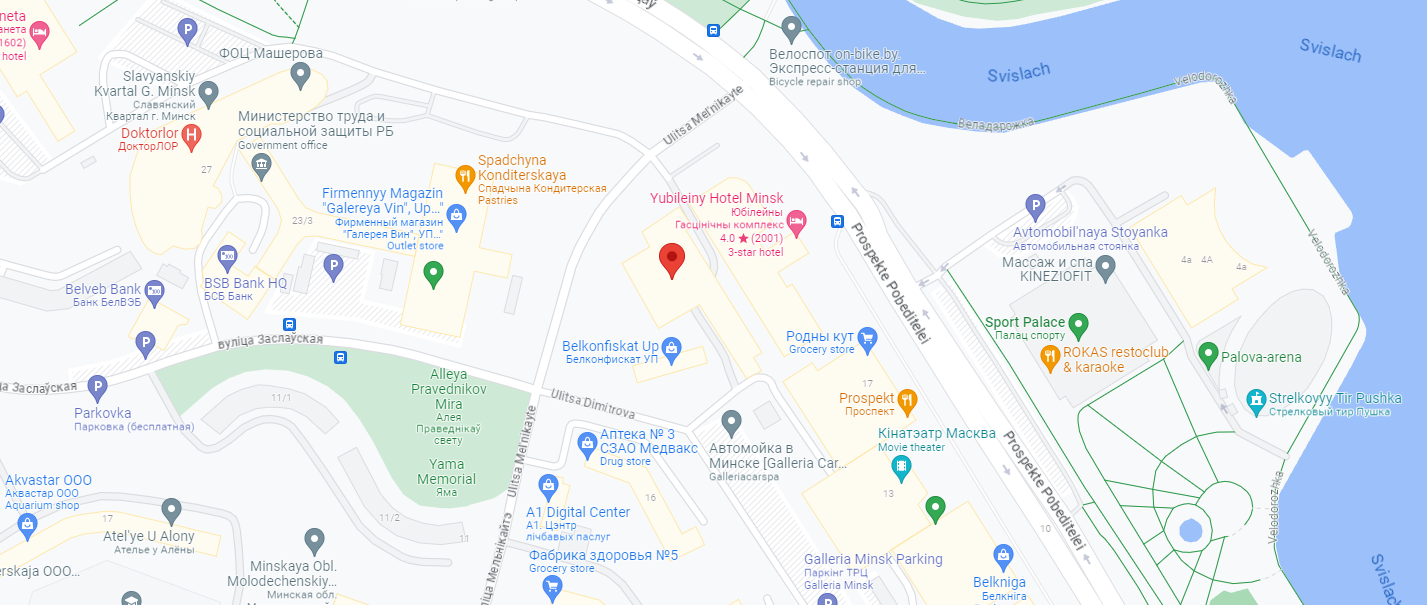 neta
анета
1602)
hotel
P
ФОЦ Машерова
Slavyanskiy
Kvartal G. Minsk
Славянский
Квартал г. Минск
Doktorlor
ДокторЛОР
H
27
Министерство труда и
социальной защиты РБ
Government office
Spadchyna
Konditerskaya
Спадчына Кондитерская
Pastries
Firmennyy Magazin
"Galereya Vin", Up..."
Фирменный магазин
"Галерея Вин", УП..."
Outlet store
23/3
BSB Bank HQ
БСБ Банк
P
Belveb Bank
Банк БелВЭБ
P
вуліца Заслаўская
ца Заслаўская
P
Parkovka
Парковка (бесплатная)
11/1
Alleya
Pravednikov
Mira
Алея
Праведнікаў
свету
Yama
Memorial
Яма
Akvastar OOO
Аквастар ООО
Aquarium shop
17
Atel'ye U Alony
Ателье у Алёны
11/2
11
Minskaya Obl.
Molodechenskiy...
Минская обл.
erskaja OOO...
Ulitsa Mel'nikayte
Ulitsa Mel'nikayte
ліца Мельнікайтэ
Ulitsa Dimitrova
Yubileiny Hotel Minsk
Юбілейны
Гасцінічны комплекс
4.0 ★ (2001)
3-star hotel
Belkonfiskat Up
Белконфискат УП
Аптека № 3
СЗАО Медвакс
Drug store
16
A1 Digital Center
А1. Цэнтр
лічбавых паслуг
Фабрика здоровья №5
Grocery store
Автомойка в
Минске [Galleria Car...
Galleriacarspa
Родны кут
Grocery store
17
Prospekt
Проспект
Кінатэатр Масква
Movie theater
13
Galleria Minsk Parking
Паркінг ТРЦ
Galleria Minsk
P
Belkniga
Белкніга
10
Prospekte Pobeditelei
Prospekte Pobeditelei
Велоспот on-bike by.
Экспресс-станция для...
Bicycle repair shop
Svislach
Svislach
Svislach
Velodorozhka
Веладарожка
Velodorozhka
Velodorozhka
P
Avtomobil'naya Stoyanka
Автомобильная стоянка
Массаж и спа
KINEZIOFIT
4a
4A
4a
Sport Palace
Палац спорту
ROKAS restoclub
& karaoke
Palova-arena
Strelkovyy Tir Pushka
Стрелковый тир Пушка